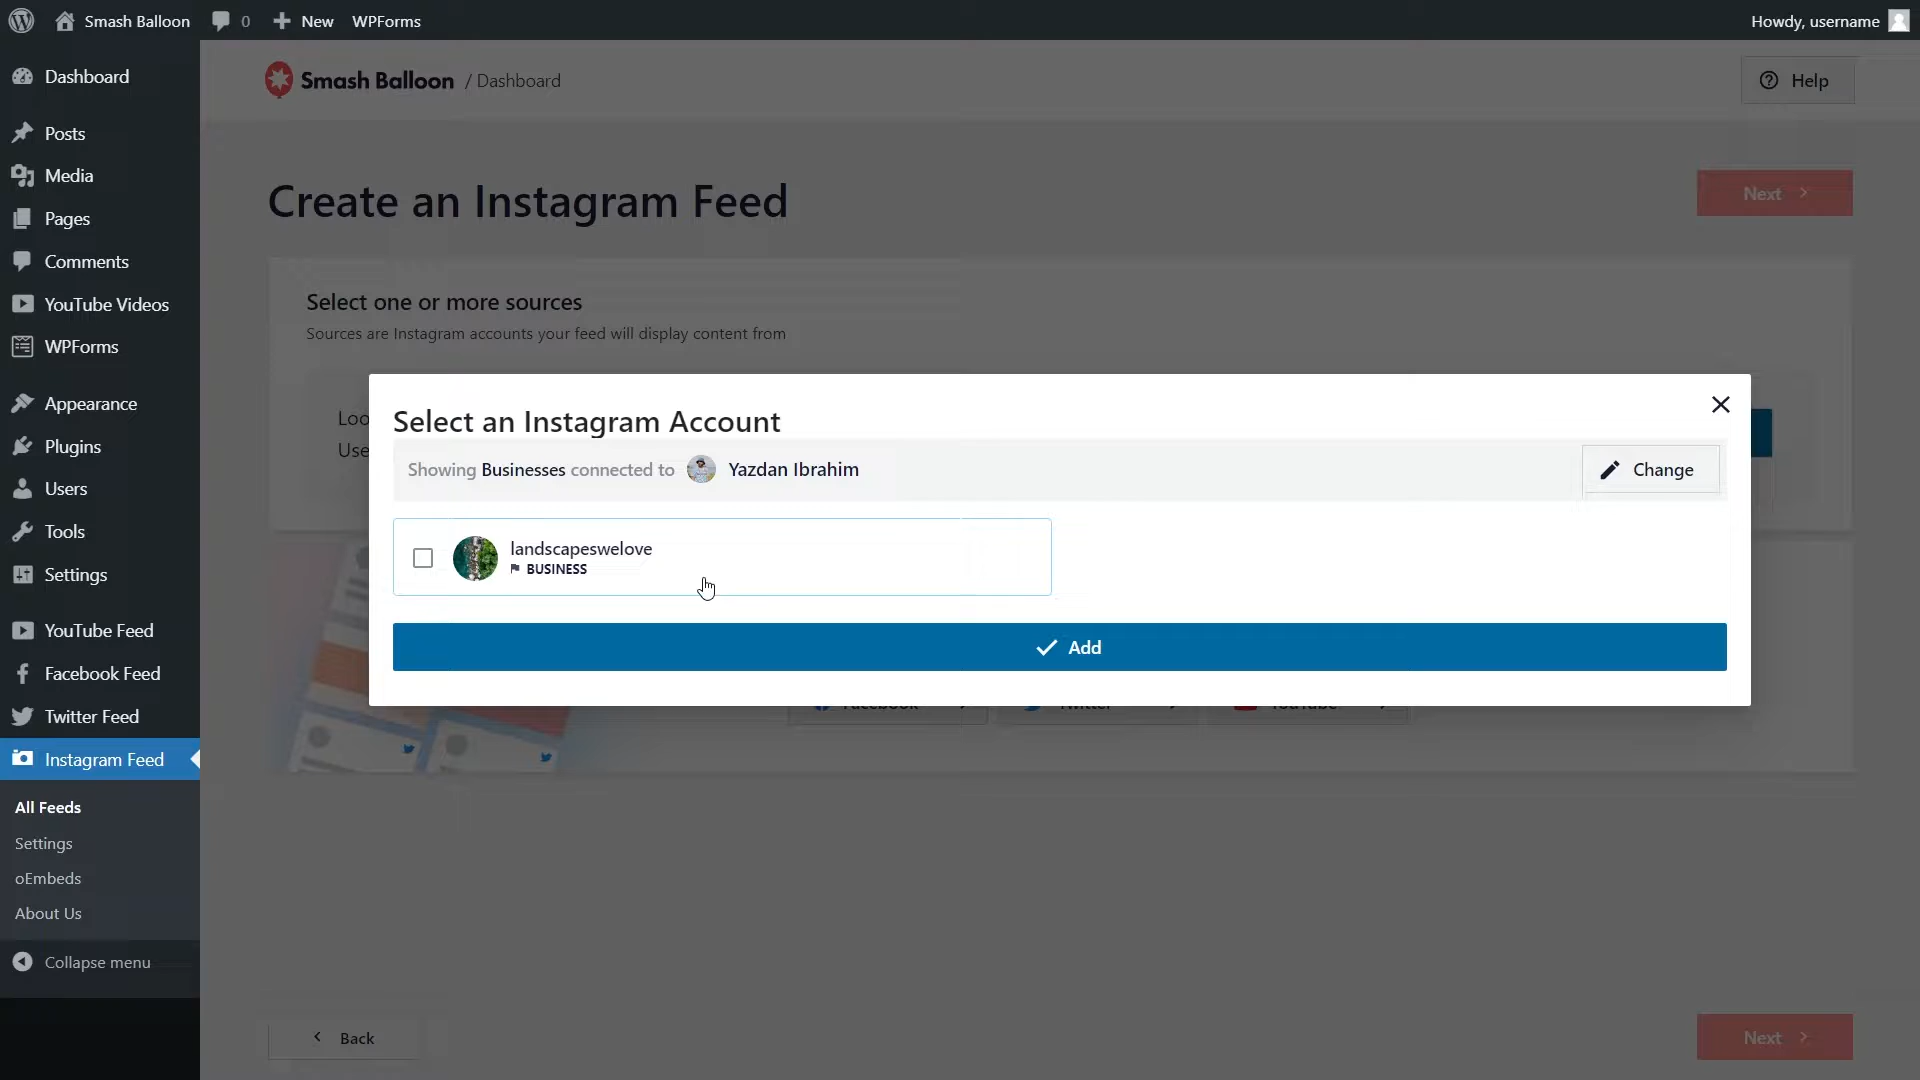 Smash Balloon 0 New WPForms Howdy, username
Dashboard
Posts
Media
Pages
Comments
YouTube Videos
WPForms
Appearance
Plugins
Users
Tools
Settings
YouTube Feed
Facebook Feed
Twitter Feed
Instagram Feed
All Feeds
Settings
oEmbeds
About Us
Collapse menu
Smash Balloon / Dashboard
Help
Create an Instagram Feed
Next
Select one or more sources
Sources are Instagram accounts your feed will display content from
Select an Instagram Account
Showing Businesses connected to Yazdan Ibrahim
Change
landscapeswelove
BUSINESS
Add
Back
Next